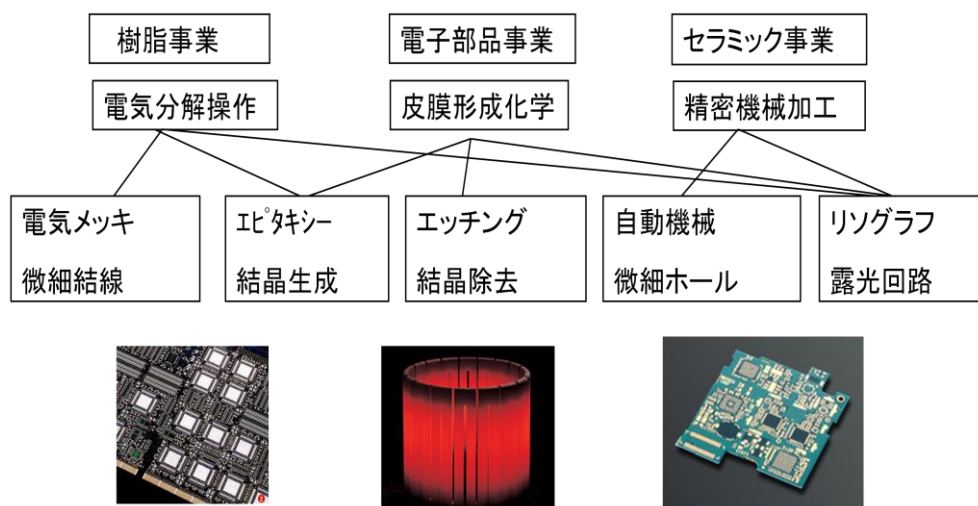 樹脂事業
電子部品事業
セラミック事業
電気分解操作
皮膜形成化学
精密機械加工
電気メッキ
微細結線
エピタキシー
結晶生成
エッチング
結晶除去
自動機械
微細ホール
リソグラフ
露光回路